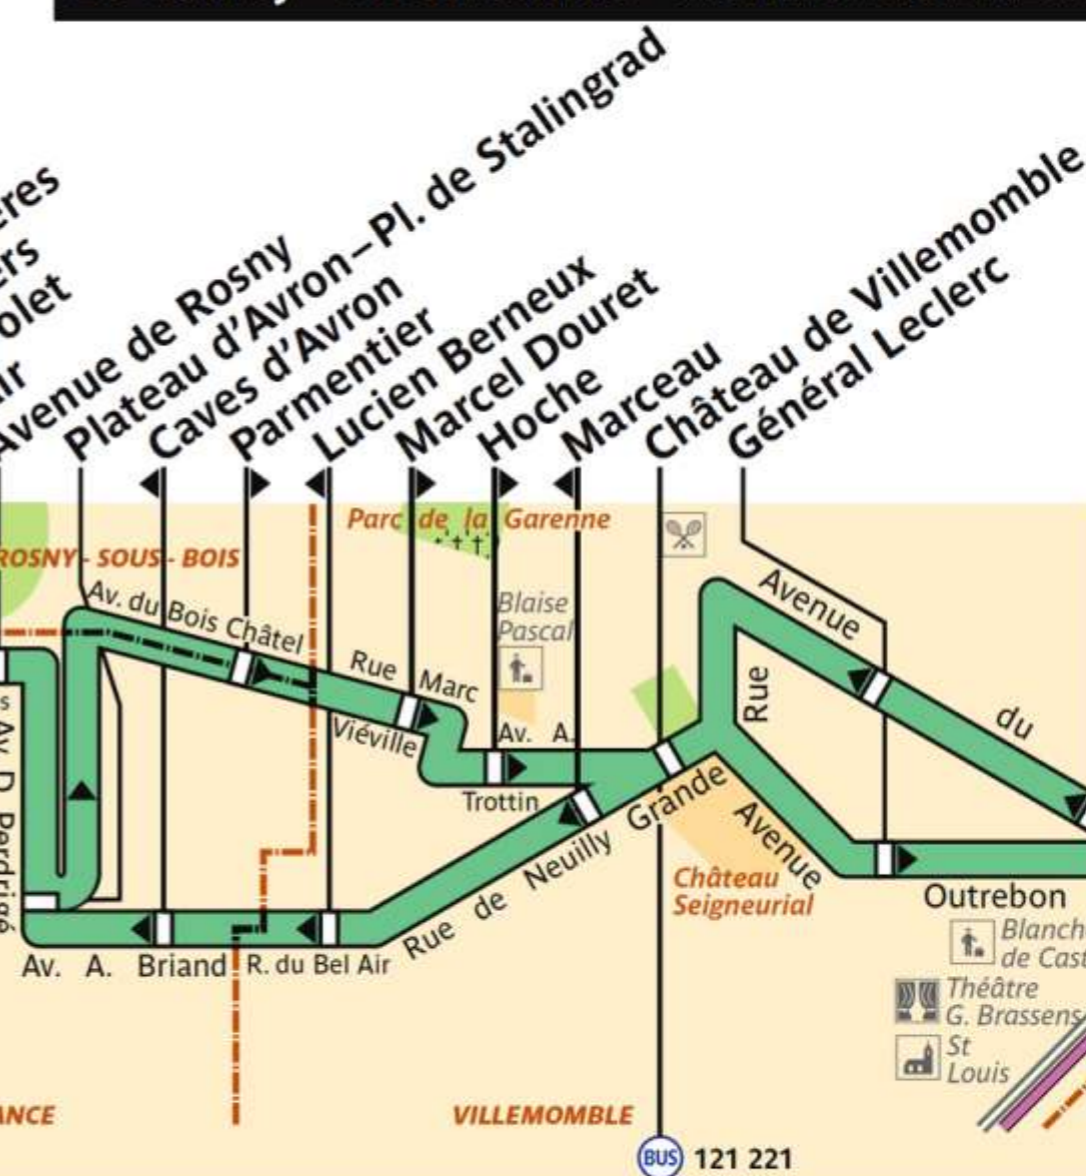 Avenue de Rosny
Plateau d'Avron–Pl. de Stalingrad
Caves d'Avron
Parmentier
Lucien Berneux
Marcel Douret
Hoche
Marceau
Château de Villemomble
Général Leclerc
Parc de la Garenne
ROSNY - SOUS - BOIS
Av. du Bois Châtel
Blaise
Pascal
Avenue
Rue Marc
Viéville
Rue
du
Av. A.
Trottin
Av. D. Perdrigé
Grande
Avenue
Rue de Neuilly
Château
Seigneurial
Outrebon
Av. A. Briand
R. du Bel Air
Théâtre
G. Brassens
St
Louis
VILLEMOMBLE
BUS 121 221